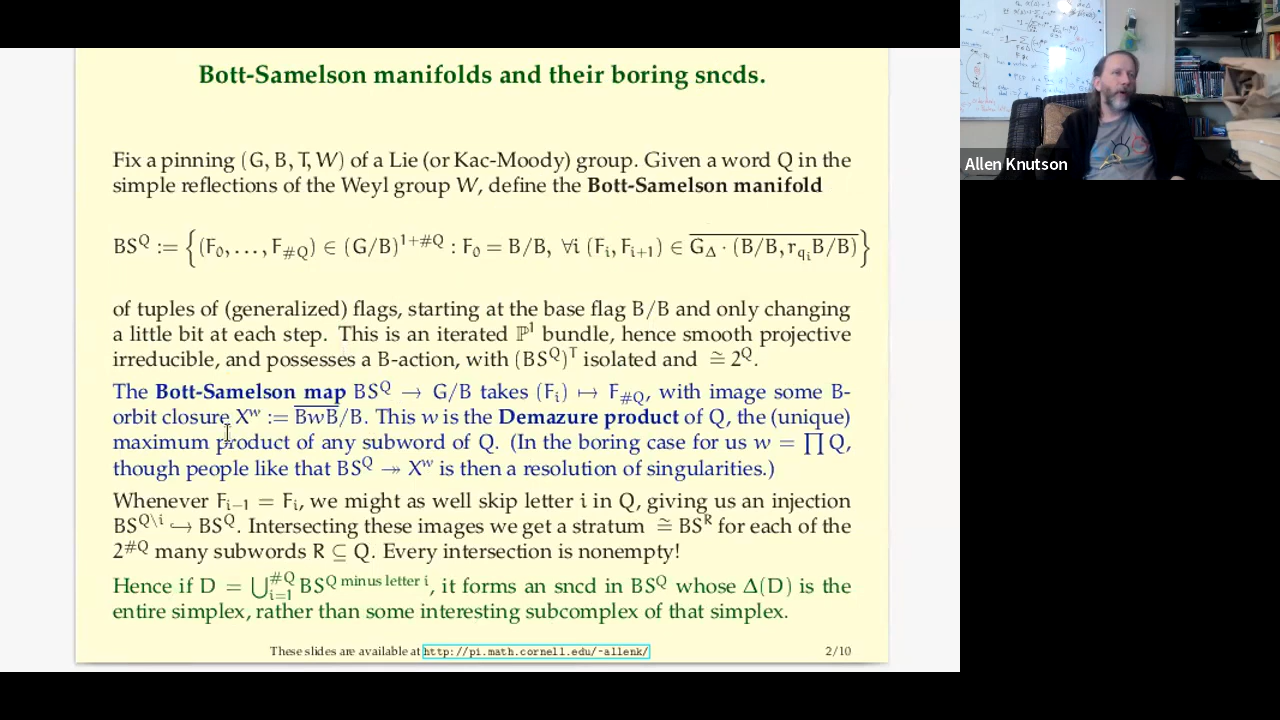 Bott-Samelson manifolds and their boring sncds.
Fix a pinning (G, B, T, W) of a Lie (or Kac-Moody) group. Given a word Q in the
simple reflections of the Weyl group W, define the Bott-Samelson manifold
BS^Q := {(F₀, …, F_{#Q}) ∈ (G/B)^{1+#Q} : F₀ = B/B, ∀i (F_i, F_{i+1}) ∈ \overline{G_Δ · (B/B, r_{q_i}B/B)}}
of tuples of (generalized) flags, starting at the base flag B/B and only changing
a little bit at each step. This is an iterated ℙ¹ bundle, hence smooth projective
irreducible, and possesses a B-action, with (BS^Q)^T isolated and ≅ 2^Q.
The Bott-Samelson map BS^Q → G/B takes (F_i) ↦ F_{#Q}, with image some B-
orbit closure X^w := \overline{BwB}/B. This w is the Demazure product of Q, the (unique)
maximum product of any subword of Q. (In the boring case for us w = ∏ Q,
though people like that BS^Q ↠ X^w is then a resolution of singularities.)
Whenever F_{i−1} = F_i, we might as well skip letter i in Q, giving us an injection
BS^{Q\i} ↪ BS^Q. Intersecting these images we get a stratum ≅ BS^R for each of the
2^{#Q} many subwords R ⊆ Q. Every intersection is nonempty!
Hence if D = ⋃_{i=1}^{#Q} BS^{Q minus letter i}, it forms an sncd in BS^Q whose Δ(D) is the
entire simplex, rather than some interesting subcomplex of that simplex.
These slides are available at http://pi.math.cornell.edu/~allenk/
2/10
Allen Knutson